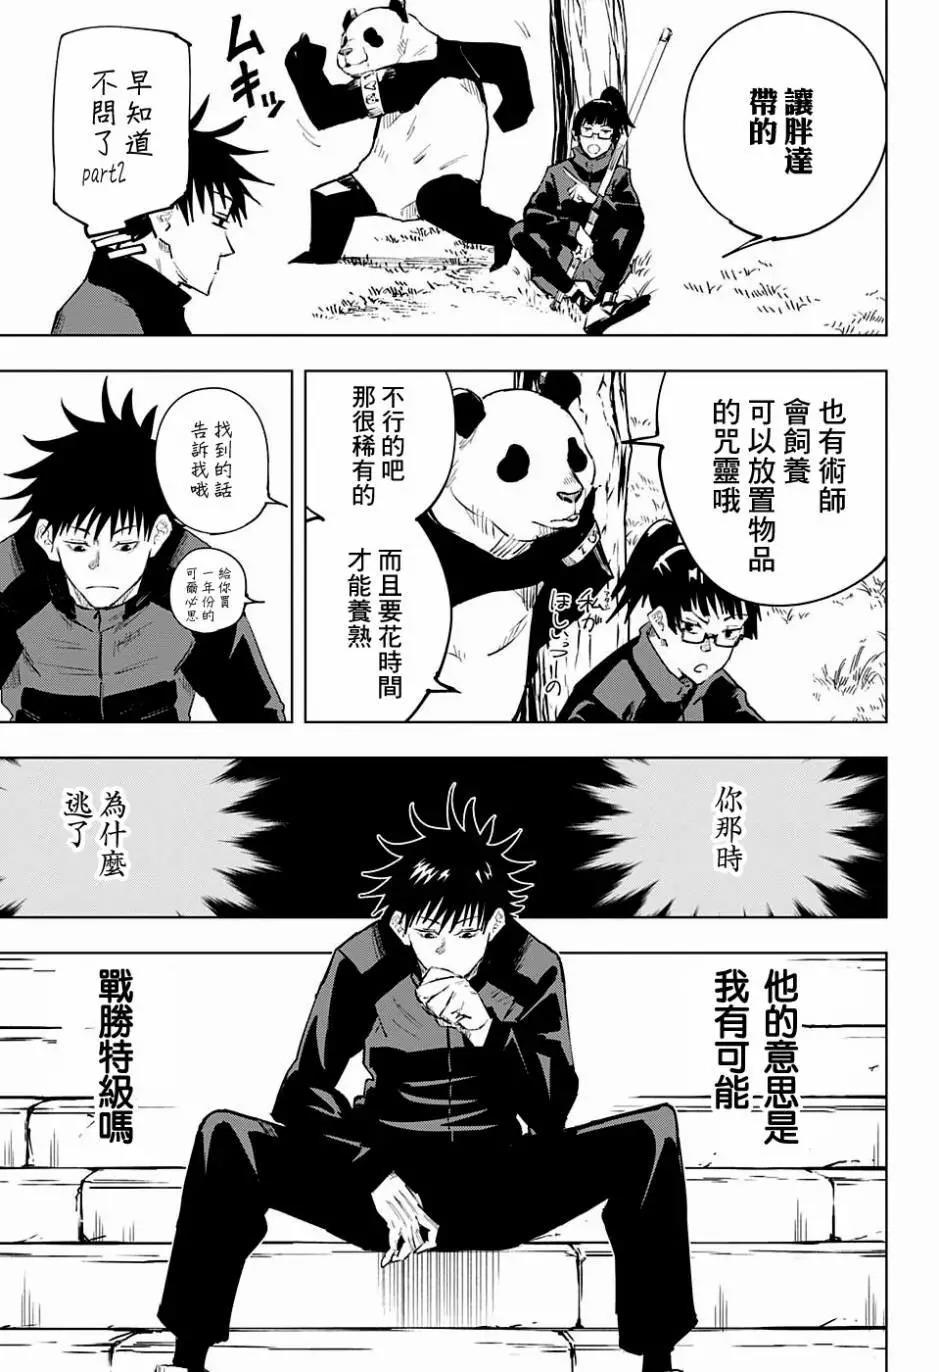 讓胖達
帶的
ムキッ
早知道
不問了
part2
也有術師
會飼養
可以放置物品
的咒靈哦
私が
ほしいっつの
不行的吧
那很稀有的
而且要花時間
才能養熟
找到的話
告訴我哦
給你買
一年份的
可爾必思
你那時
為什麼
逃了
他的意思是
我有可能
戰勝特級嗎